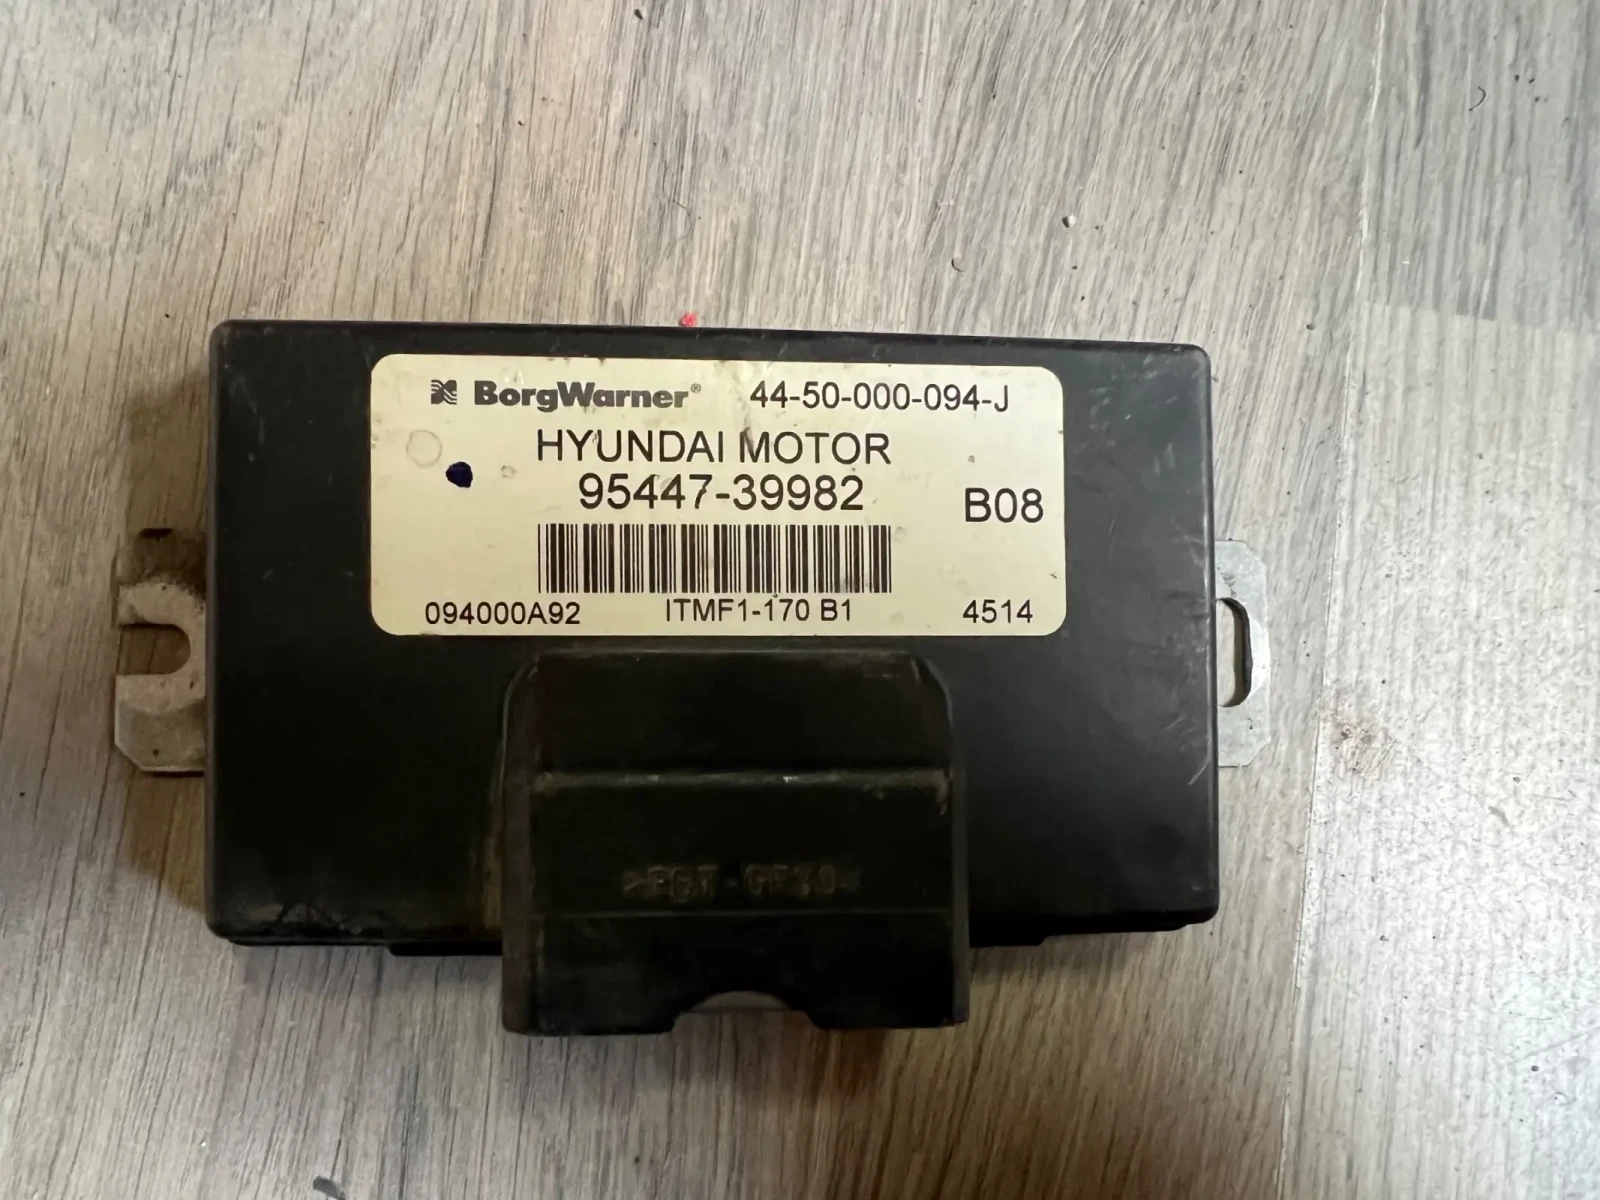 BorgWarner® 44-50-000-094-J
HYUNDAI MOTOR
95447-39982
B08
094000A92 ITMF1-170 B1 4514